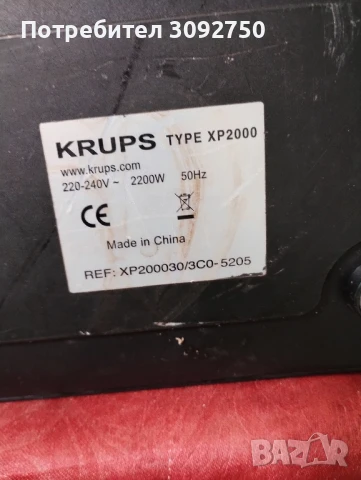 Потребител 3092750
KRUPS TYPE XP2000
www.krups.com
220-240V ~ 2200W 50Hz
CE
Made in China
REF: XP200030/3C0-5205
BAZAR